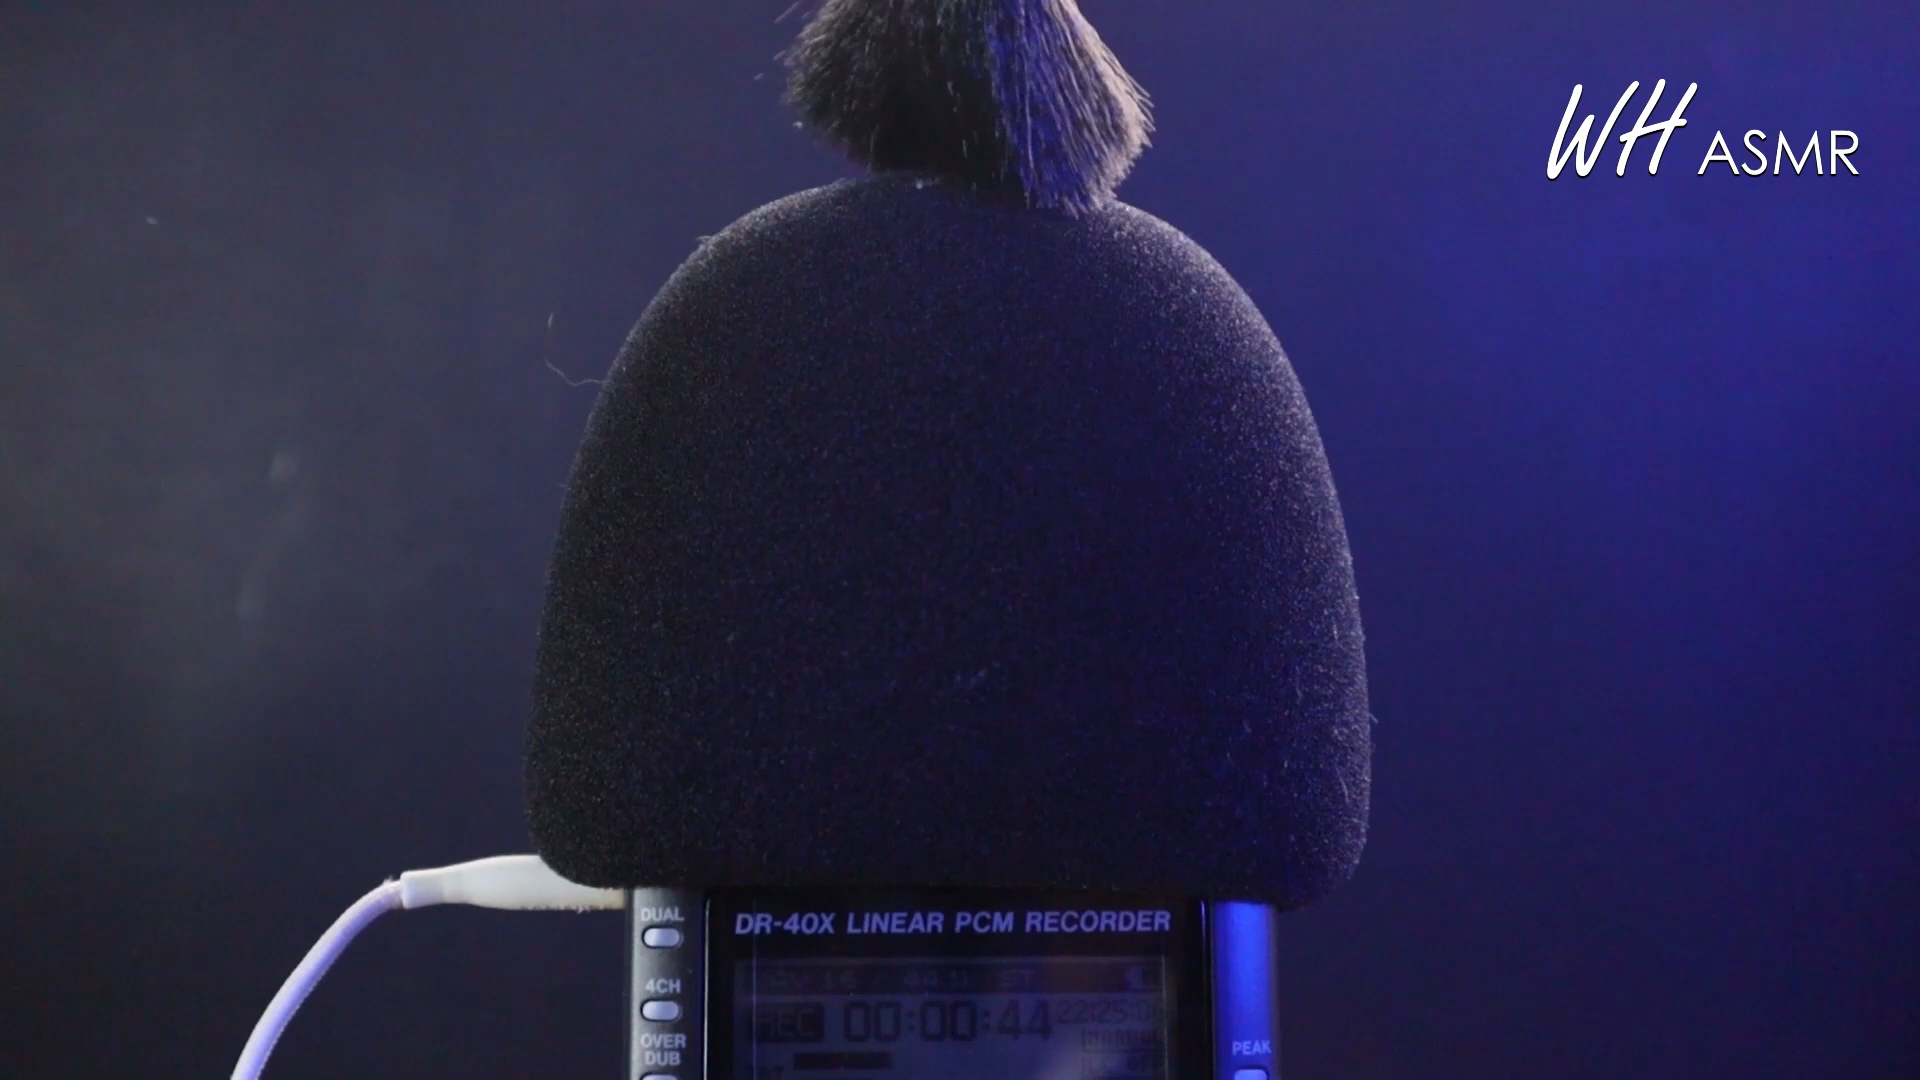 WH ASMR
DUAL
DR-40X LINEAR PCM RECORDER
4CH
REC 00:00:44
OVER
DUB
PEAK